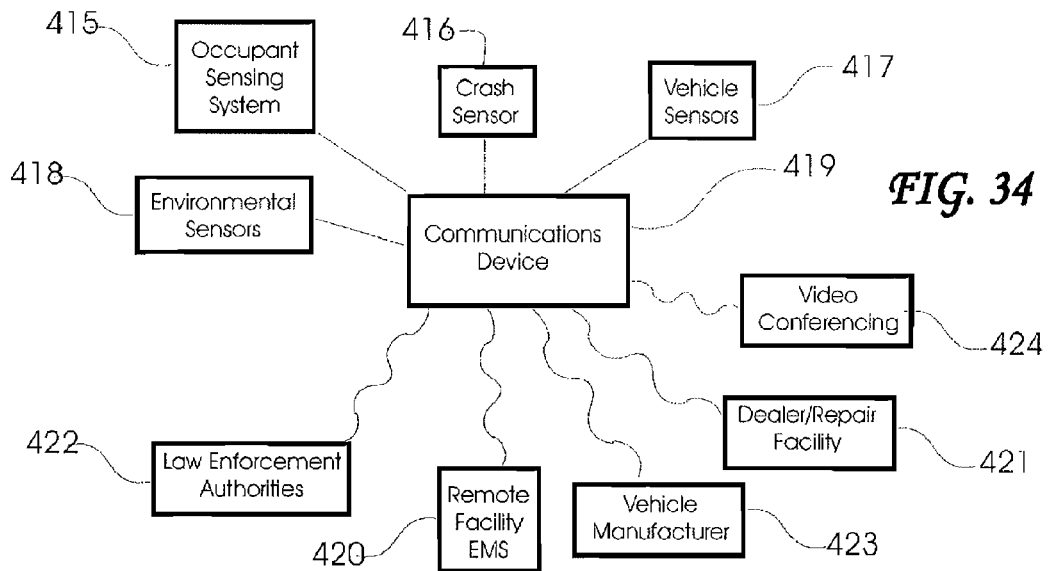 415
Occupant
Sensing
System
416
Crash
Sensor
Vehicle
Sensors
417
418
Environmental
Sensors
Communications
Device
419
FIG. 34
Video
Conferencing
424
Dealer/Repair
Facility
421
422
Law Enforcement
Authorities
Remote
Facility
EMS
420
Vehicle
Manufacturer
423